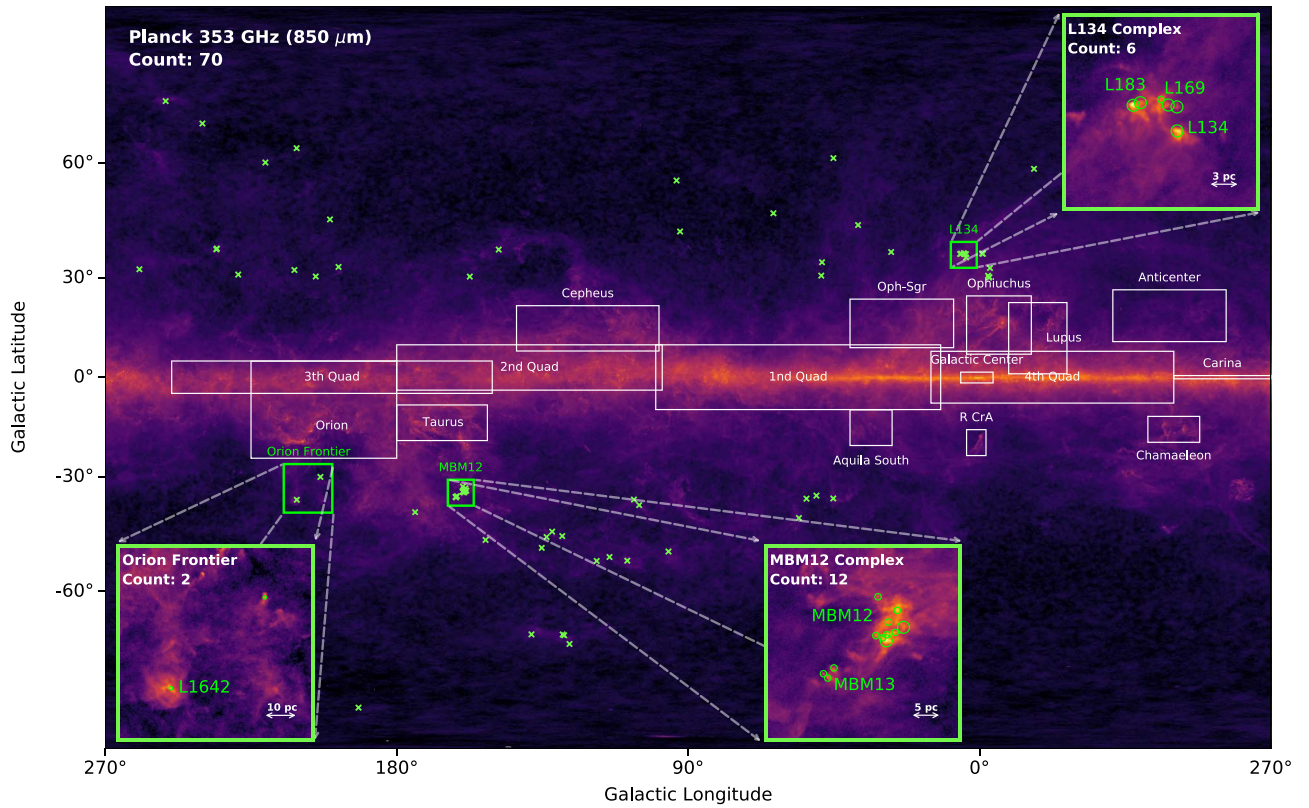 Planck 353 GHz (850 μm)
Count: 70
L134 Complex
Count: 6
L183
L169
L134
3 pc
L134
60°
30°
0°
-30°
-60°
Galactic Latitude
Cepheus
Oph-Sgr
Ophiuchus
Anticenter
Lupus
Galactic Center
3th Quad
2nd Quad
1nd Quad
4th Quad
Carina
Orion
Taurus
R CrA
Aquila South
Chamaeleon
Orion Frontier
MBM12
Orion Frontier
Count: 2
L1642
10 pc
MBM12 Complex
Count: 12
MBM12
MBM13
5 pc
270°
180°
90°
0°
270°
Galactic Longitude